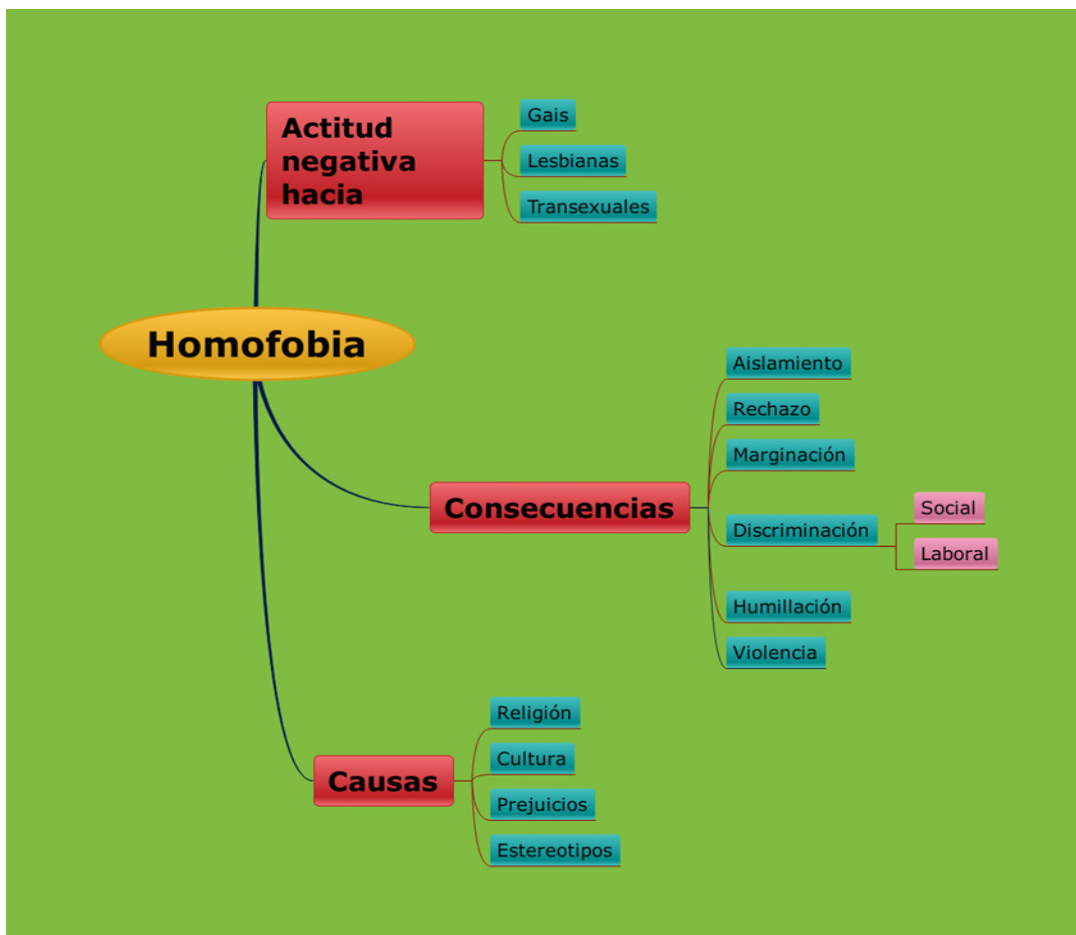 Actitud
negativa
hacia
Gais
Lesbianas
Transexuales
Homofobia
Consecuencias
Aislamiento
Rechazo
Marginación
Discriminación
Social
Laboral
Humillación
Violencia
Causas
Religión
Cultura
Prejuicios
Estereotipos